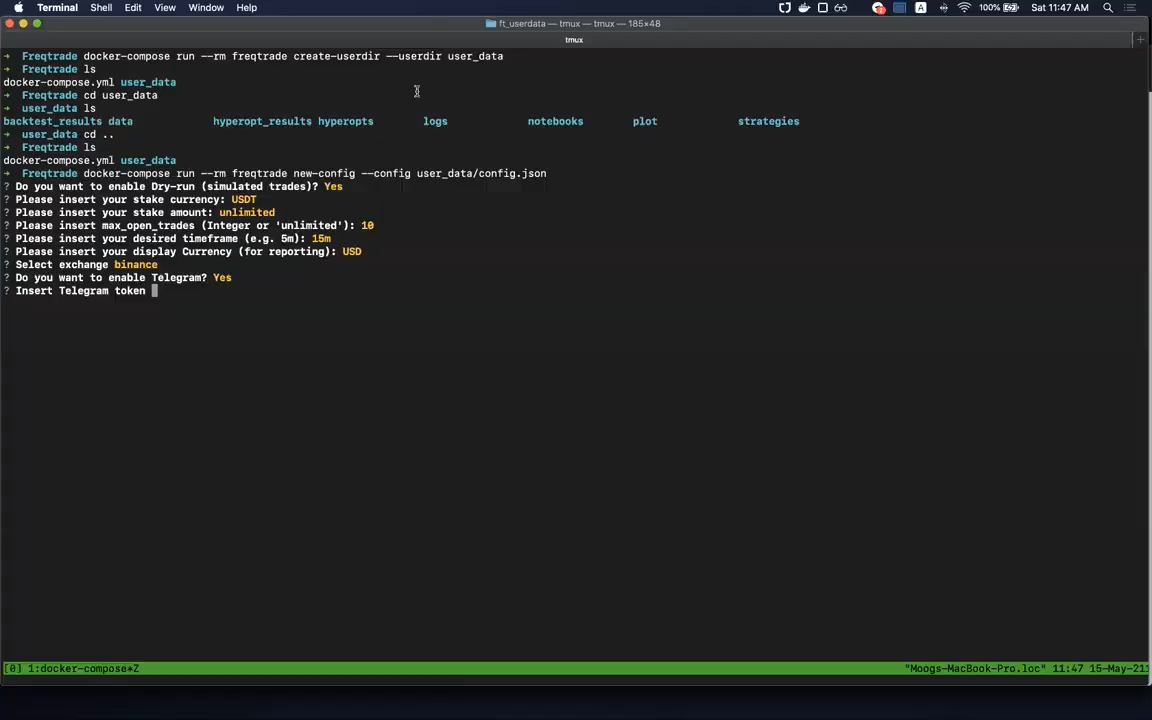 Terminal Shell Edit View Window Help 100% Sat 11:47 AM
ft_userdata — tmux — tmux — 185×48
tmux
➜ Freqtrade docker-compose run --rm freqtrade create-userdir --userdir user_data
➜ Freqtrade ls
docker-compose.yml user_data
➜ Freqtrade cd user_data
➜ user_data ls
backtest_results data hyperopt_results hyperopts logs notebooks plot strategies
➜ user_data cd ..
➜ Freqtrade ls
docker-compose.yml user_data
➜ Freqtrade docker-compose run --rm freqtrade new-config --config user_data/config.json
? Do you want to enable Dry-run (simulated trades)? Yes
? Please insert your stake currency: USDT
? Please insert your stake amount: unlimited
? Please insert max_open_trades (Integer or 'unlimited'): 10
? Please insert your desired timeframe (e.g. 5m): 15m
? Please insert your display Currency (for reporting): USD
? Select exchange binance
? Do you want to enable Telegram? Yes
? Insert Telegram token
[0] 1:docker-compose*Z "Moogs-MacBook-Pro.loc" 11:47 15-May-21